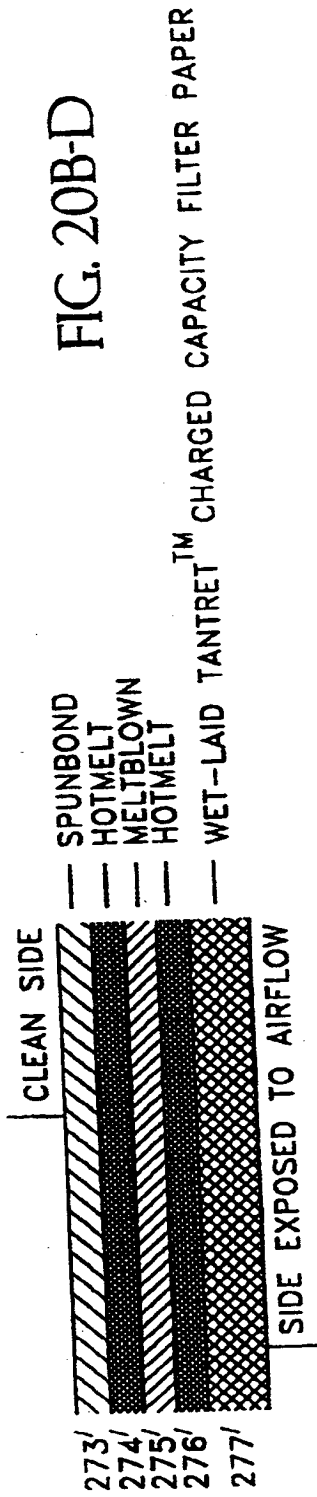 FIG. 20B-D
CLEAN SIDE
273' SPUNBOND
274' HOTMELT
275' MELTBLOWN
276' HOTMELT
277' WET-LAID TANTRET™ CHARGED CAPACITY FILTER PAPER
SIDE EXPOSED TO AIRFLOW